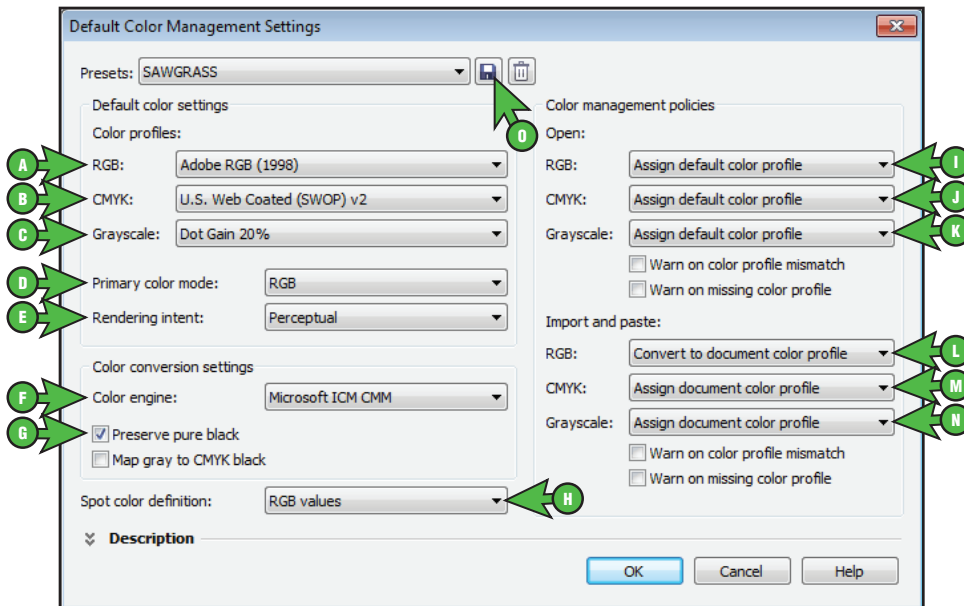 Default Color Management Settings
Presets: SAWGRASS
O
Default color settings
Color profiles:
A RGB: Adobe RGB (1998)
B CMYK: U.S. Web Coated (SWOP) v2
C Grayscale: Dot Gain 20%
D Primary color mode: RGB
E Rendering intent: Perceptual
Color conversion settings
F Color engine: Microsoft ICM CMM
G Preserve pure black
Map gray to CMYK black
Spot color definition: RGB values H
Description
Color management policies
Open:
RGB: Assign default color profile I
CMYK: Assign default color profile J
Grayscale: Assign default color profile K
Warn on color profile mismatch
Warn on missing color profile
Import and paste:
RGB: Convert to document color profile L
CMYK: Assign document color profile M
Grayscale: Assign document color profile N
Warn on color profile mismatch
Warn on missing color profile
OK Cancel Help